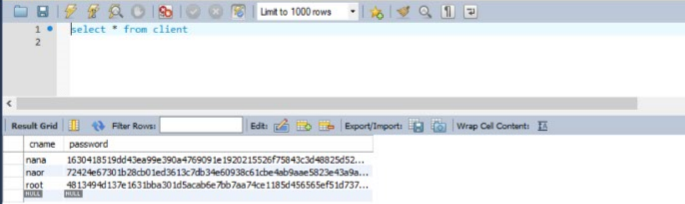 Limit to 1000 rows
1 select * from client
2
Result Grid Filter Rows: Edit: Export/Import: Wrap Cell Content: IA
cname password
nana 1630418519dd43ea99e390a4769091e1920215526f75843c3d48825d52...
naor 72424e67301b28cb01ed3613c7db34e60938c61cbe4ab9aae5823e43a9a...
root 4813494d137e1631bba301d5acab6e7bb7aa74ce1185d456565ef51d737...
NULL NULL